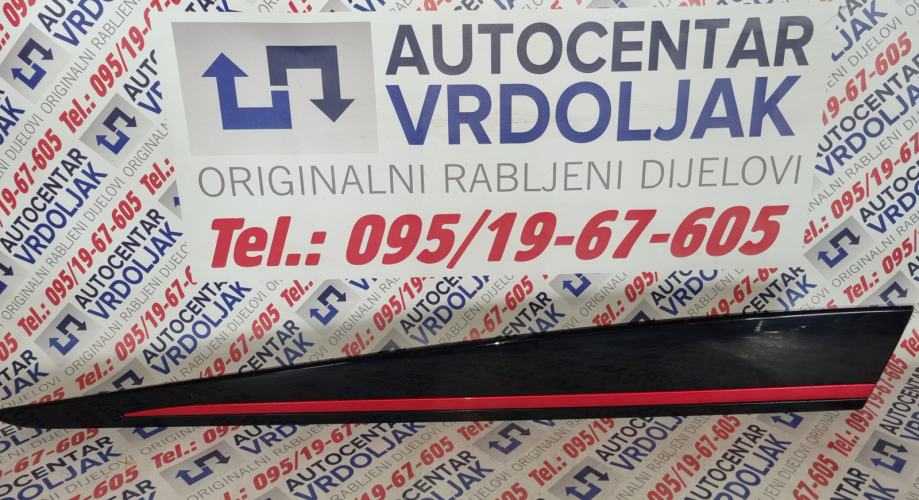 AUTOCENTAR
VRDOLJAK
ORIGINALNI RABLJENI DIJELOVI
Tel.: 095/19-67-605